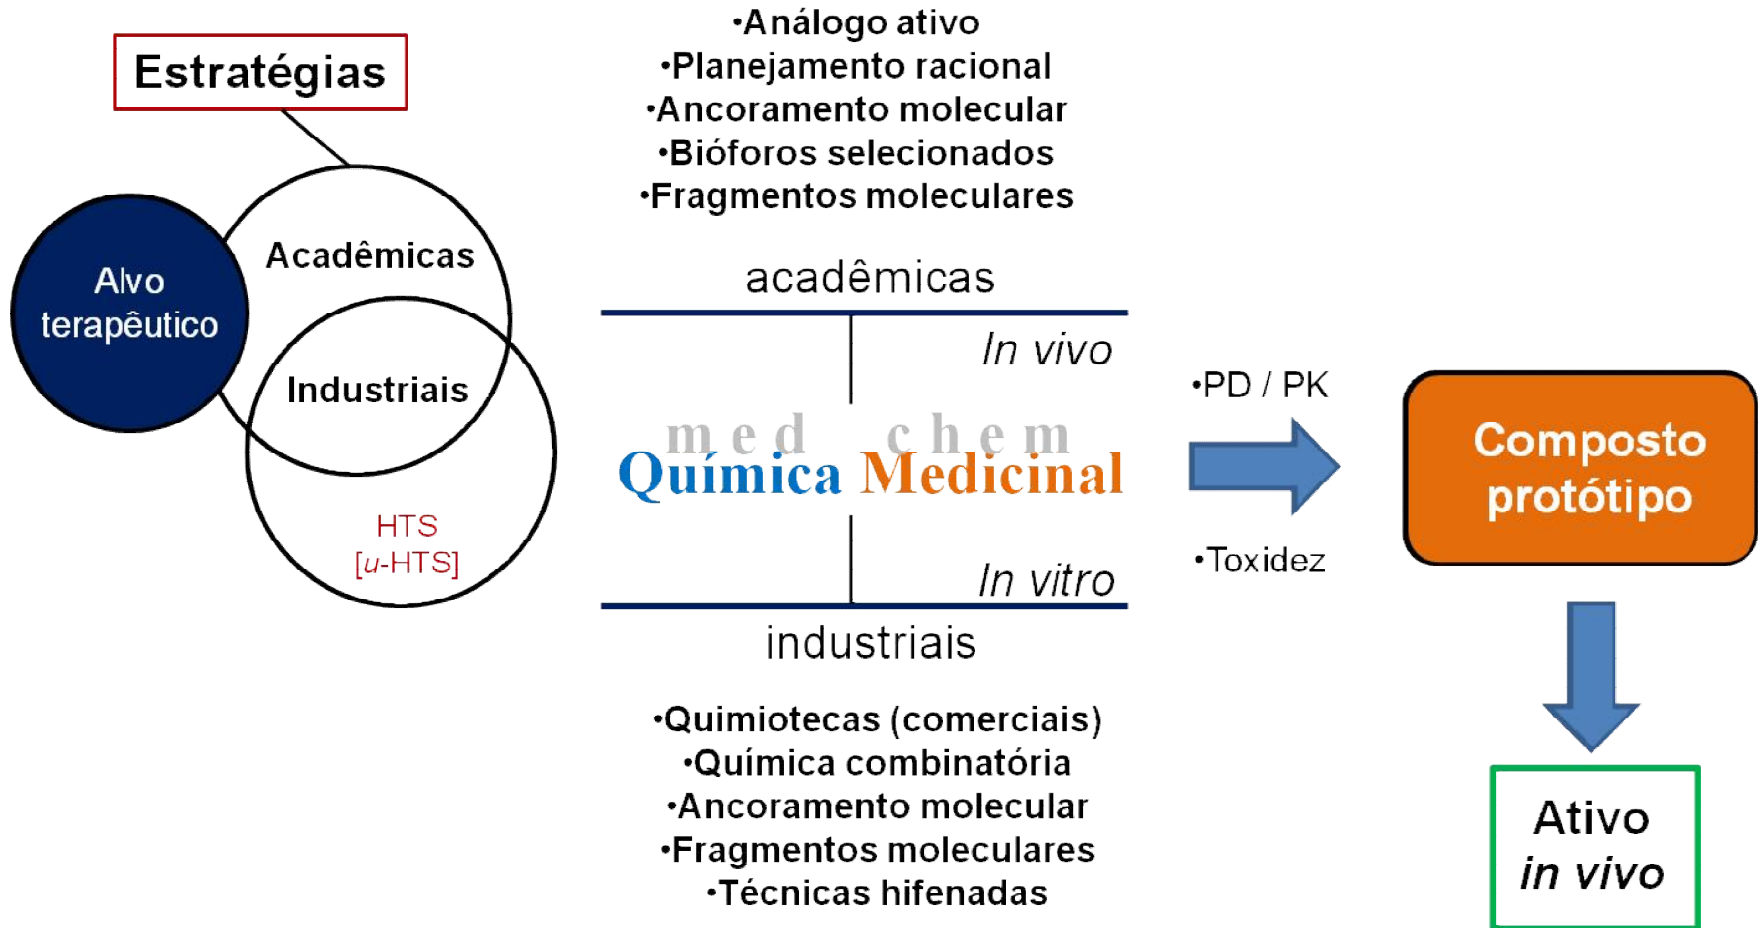 Estratégias
Alvo
terapêutico
Acadêmicas
Industriais
HTS
[u-HTS]
•Análogo ativo
•Planejamento racional
•Ancoramento molecular
•Bióforos selecionados
•Fragmentos moleculares
acadêmicas
In vivo
med chem
Química Medicinal
In vitro
industriais
•Quimiotecas (comerciais)
•Química combinatória
•Ancoramento molecular
•Fragmentos moleculares
•Técnicas hifenadas
•PD / PK
•Toxidez
Composto
protótipo
Ativo
in vivo